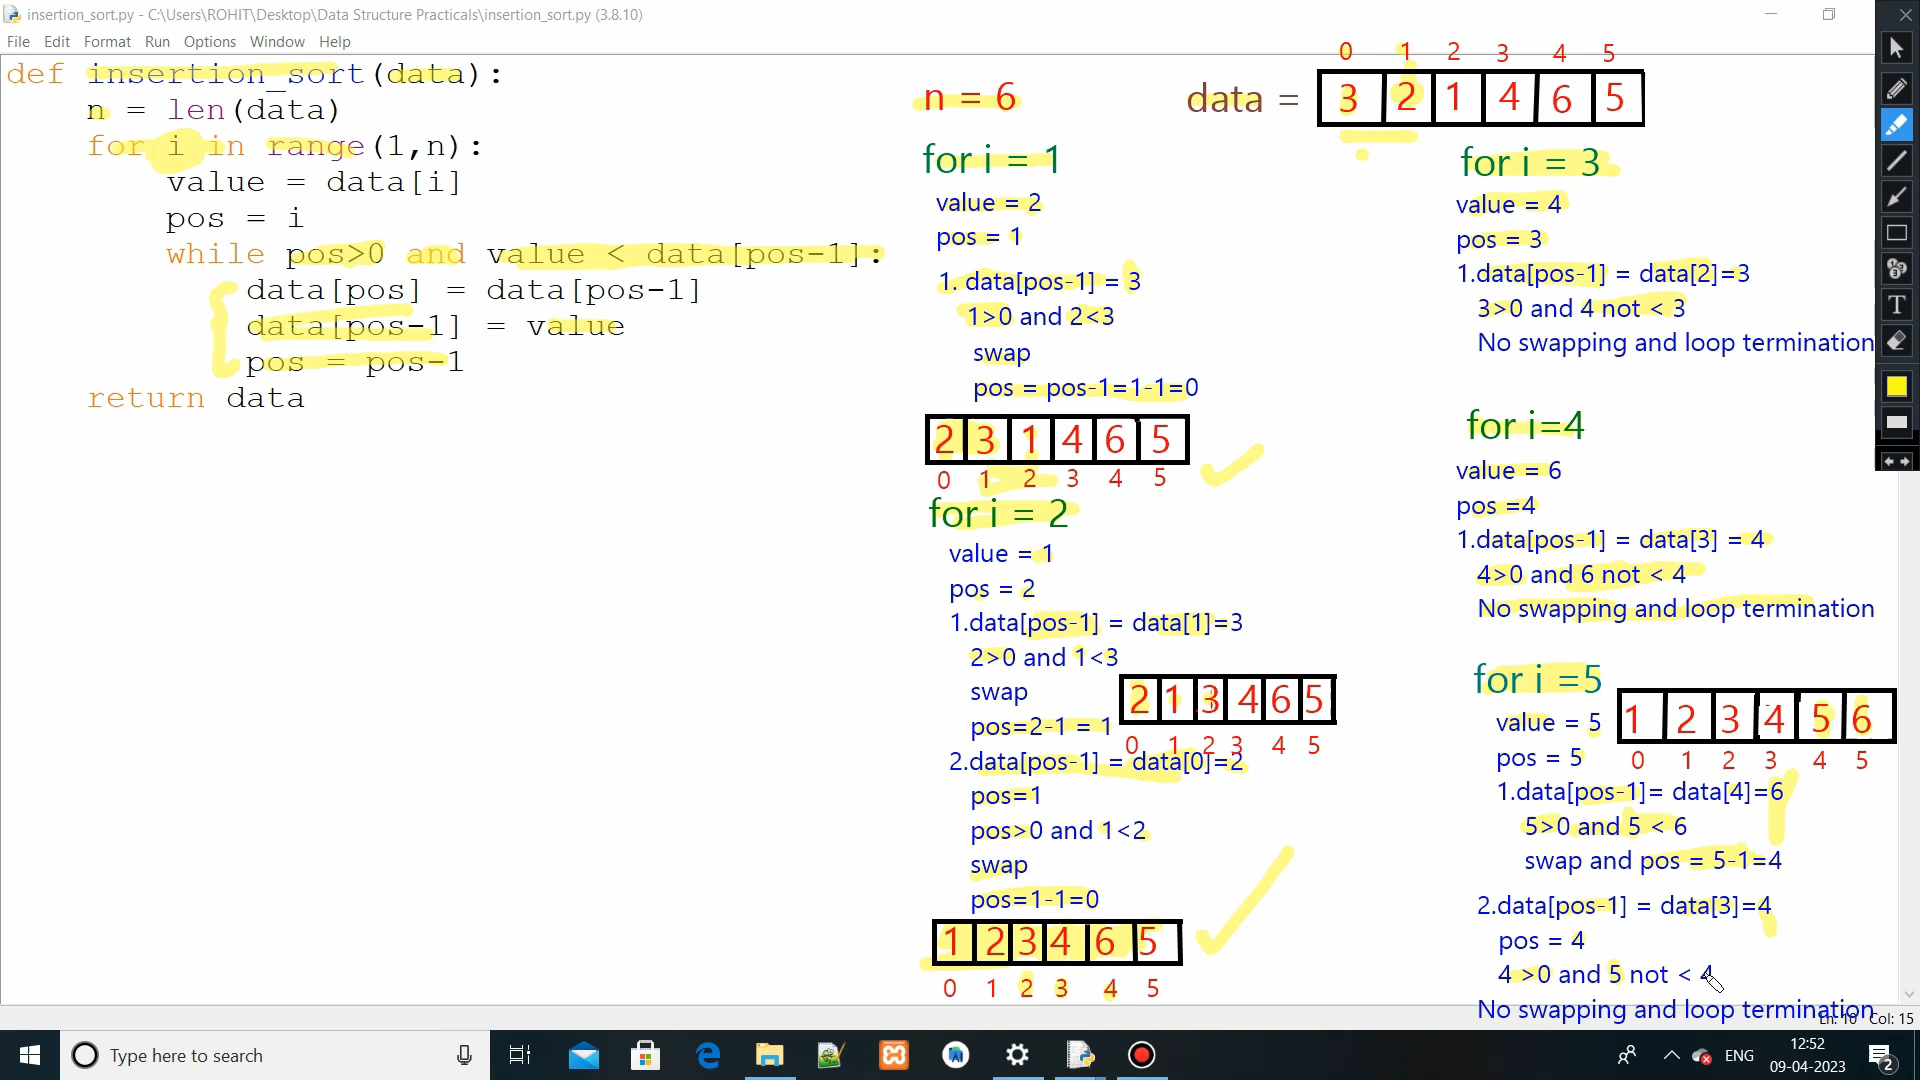 insertion_sort.py - C:\Users\ROHIT\Desktop\Data Structure Practicals\insertion_sort.py (3.8.10)
File Edit Format Run Options Window Help
def insertion_sort(data):
n = len(data)
for i in range(1,n):
value = data[i]
pos = i
while pos>0 and value < data[pos-1]:
data[pos] = data[pos-1]
data[pos-1] = value
pos = pos-1
return data
n = 6
data =
0 1 2 3 4 5
3 2 1 4 6 5
for i = 1
value = 2
pos = 1
1. data[pos-1] = 3
1>0 and 2<3
swap
pos = pos-1=1-1=0
2 3 1 4 6 5
0 1 2 3 4 5
for i = 2
value = 1
pos = 2
1.data[pos-1] = data[1]=3
2>0 and 1<3
swap
pos=2-1 = 1
2 1 3 4 6 5
0 1 2 3 4 5
2.data[pos-1] = data[0]=2
pos=1
pos>0 and 1<2
swap
pos=1-1=0
1 2 3 4 6 5
0 1 2 3 4 5
for i = 3
value = 4
pos = 3
1.data[pos-1] = data[2]=3
3>0 and 4 not < 3
No swapping and loop termination
for i=4
value = 6
pos =4
1.data[pos-1] = data[3] = 4
4>0 and 6 not < 4
No swapping and loop termination
for i =5
value = 5
pos = 5
1 2 3 4 5 6
0 1 2 3 4 5
1.data[pos-1]= data[4]=6
5>0 and 5 < 6
swap and pos = 5-1=4
2.data[pos-1] = data[3]=4
pos = 4
4 >0 and 5 not < 4
No swapping and loop termination
Ln: 10 Col: 15
T
Type here to search
ENG
12:52
09-04-2023
2